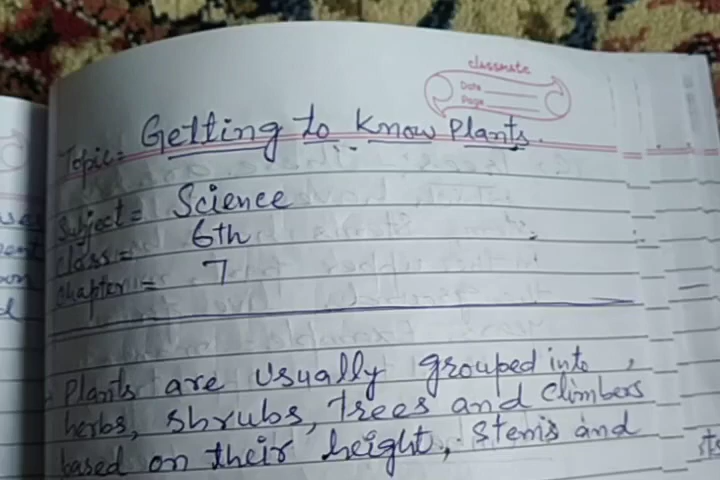 classmate
Date
Page
Topic= Getting to know Plants.
Subject= Science
Class= 6th
Chapter= 7
Plants are usually grouped into,
herbs, shrubs, trees and climbers
based on their height, stems and